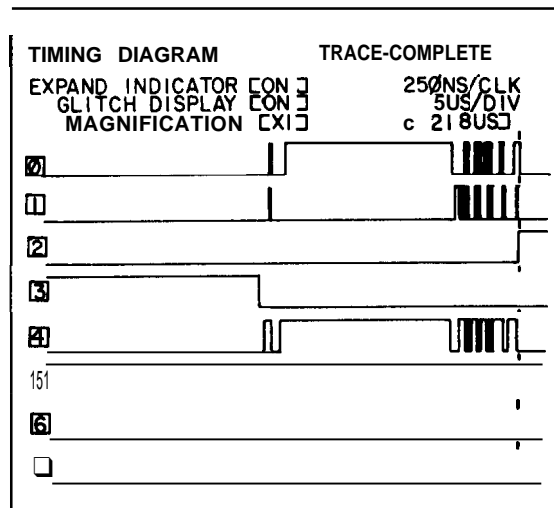 TIMING DIAGRAM TRACE-COMPLETE
EXPAND INDICATOR [ON] 250NS/CLK
GLITCH DISPLAY [ON] 5US/DIV
MAGNIFICATION [X1] c 218US]
0
1
2
3
4
151
6